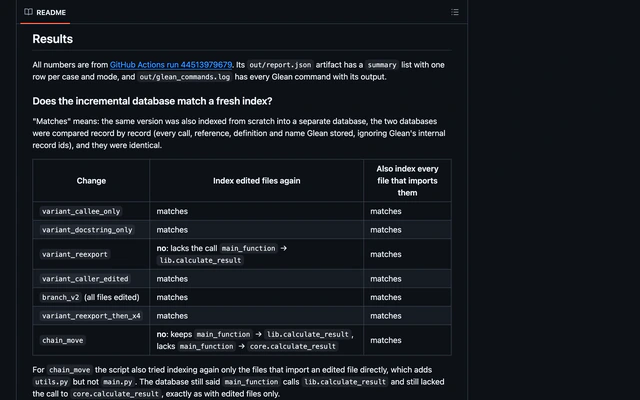 README
Results
All numbers are from GitHub Actions run 44513979679. Its out/report.json artifact has a summary list with one
row per case and mode, and out/glean_commands.log has every Glean command with its output.
Does the incremental database match a fresh index?
"Matches" means: the same version was also indexed from scratch into a separate database, the two databases
were compared record by record (every call, reference, definition and name Glean stored, ignoring Glean's internal
record ids), and they were identical.
Change
Index edited files again
Also index every
file that imports
them
variant_callee_only
matches
matches
variant_docstring_only
matches
matches
variant_reexport
no: lacks the call main_function →
lib.calculate_result
matches
variant_caller_edited
matches
matches
branch_v2 (all files edited)
matches
matches
variant_reexport_then_x4
matches
matches
chain_move
no: keeps main_function → lib.calculate_result,
lacks main_function → core.calculate_result
matches
For chain_move the script also tried indexing again only the files that import an edited file directly, which adds
utils.py but not main.py. The database still said main_function calls lib.calculate_result and still lacked
the call to core.calculate_result, exactly as with edited files only.